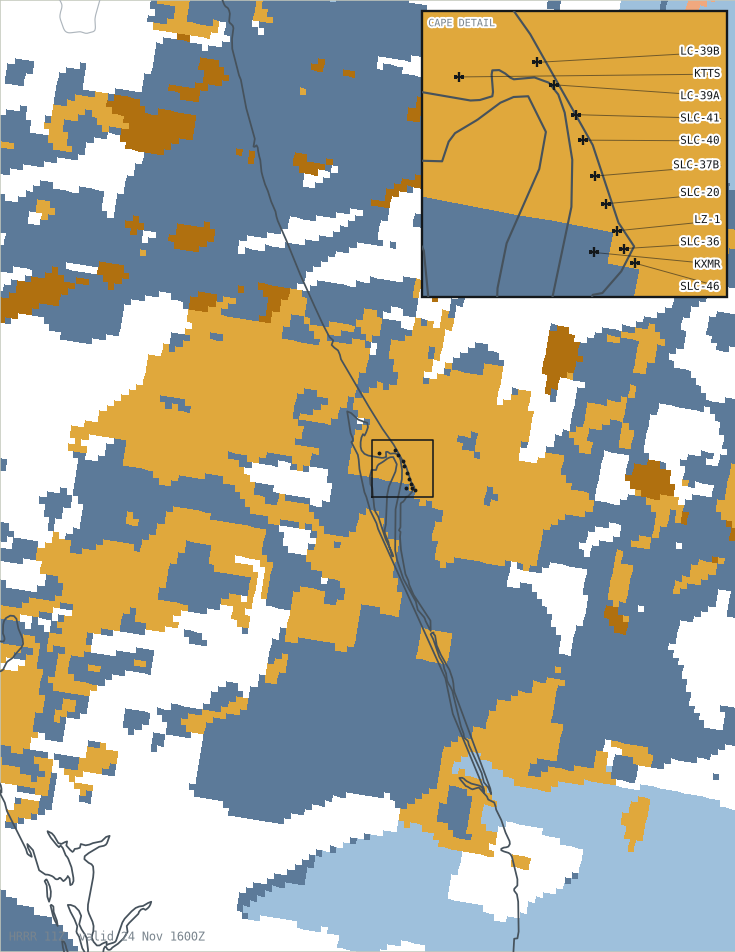 CAPE DETAIL
LC-39B
KTTS
LC-39A
SLC-41
SLC-40
SLC-37B
SLC-20
LZ-1
SLC-36
KXMR
SLC-46
valid 24 Nov 1600Z